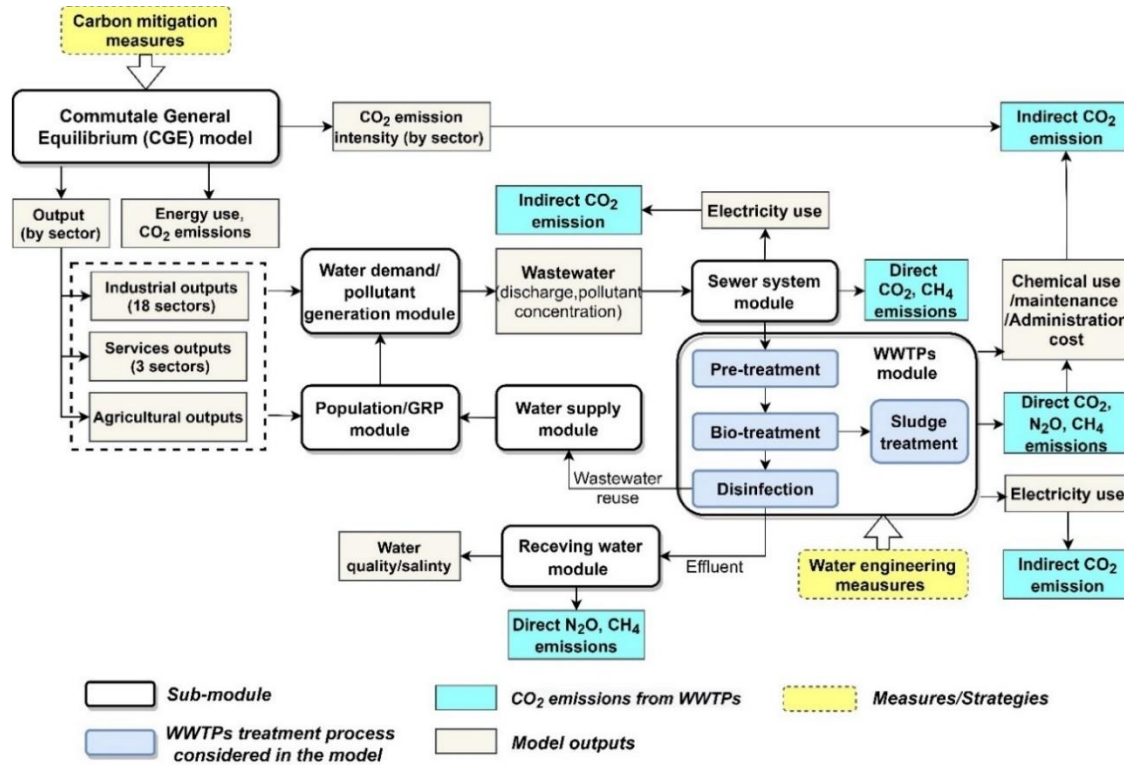 Carbon mitigation
measures
Commutale General
Equilibrium (CGE) model
CO₂ emission
intensity (by sector)
Indirect CO₂
emission
Output
(by sector)
Energy use,
CO₂ emissions
Indirect CO₂
emission
Electricity use
Industrial outputs
(18 sectors)
Services outputs
(3 sectors)
Agricultural outputs
Water demand/
pollutant
generation module
Wastewater
(discharge,pollutant
concentration)
Sewer system
module
Direct
CO₂, CH₄
emissions
Chemical use
/maintenance
/Administration
cost
Population/GRP
module
Water supply
module
Pre-treatment
WWTPs
module
Bio-treatment
Sludge
treatment
Disinfection
Direct CO₂,
N₂O, CH₄
emissions
Wastewater
reuse
Electricity use
Water
quality/salinity
Receving water
module
Effluent
Water engineering
meausures
Indirect CO₂
emission
Direct N₂O, CH₄
emissions
Sub-module
CO₂ emissions from WWTPs
Measures/Strategies
WWTPs treatment process
considered in the model
Model outputs